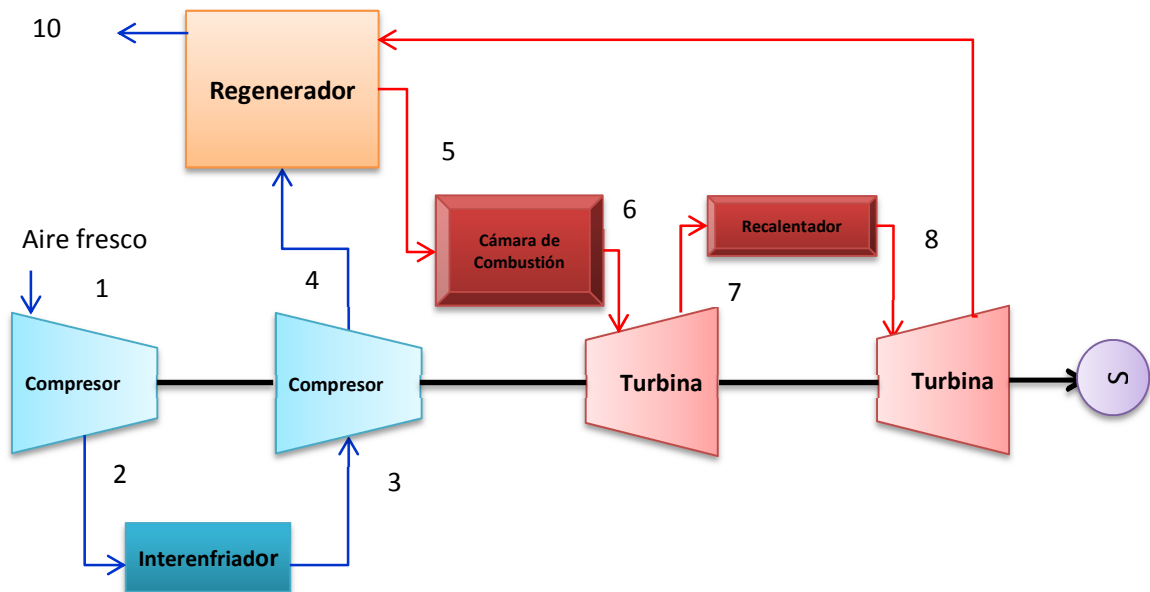 10
Regenerador
5
6
Cámara de
Combustión
Recalentador
8
Aire fresco
1
4
7
Compresor
Compresor
Turbina
Turbina
2
3
Interenfriador